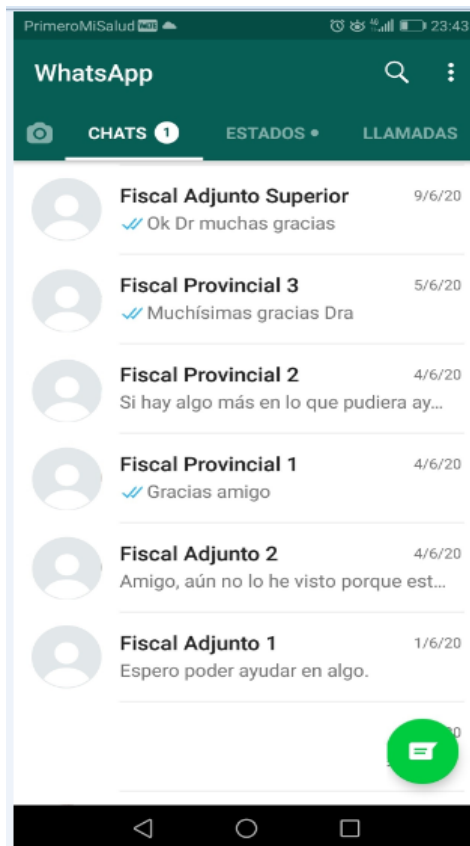 PrimeroMiSalud
23:43
WhatsApp
CHATS 1 ESTADOS • LLAMADAS
Fiscal Adjunto Superior 9/6/20
Ok Dr muchas gracias
Fiscal Provincial 3 5/6/20
Muchísimas gracias Dra
Fiscal Provincial 2 4/6/20
Si hay algo más en lo que pudiera ay...
Fiscal Provincial 1 4/6/20
Gracias amigo
Fiscal Adjunto 2 4/6/20
Amigo, aún no lo he visto porque est...
Fiscal Adjunto 1 1/6/20
Espero poder ayudar en algo.